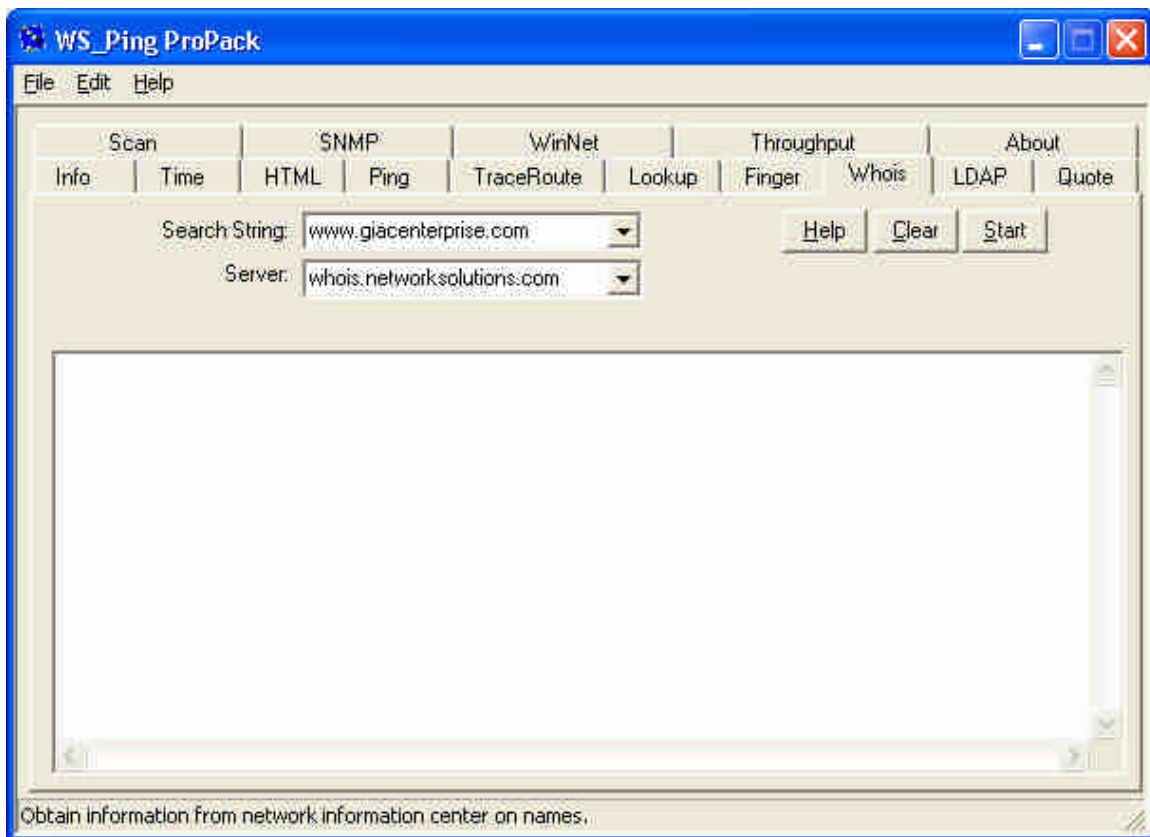 WS_Ping ProPack
File Edit Help
Scan SNMP WinNet Throughput About
Info Time HTML Ping TraceRoute Lookup Finger Whois LDAP Quote
Search String: www.giacenterprise.com Help Clear Start
Server: whois.networksolutions.com
Obtain information from network information center on names.